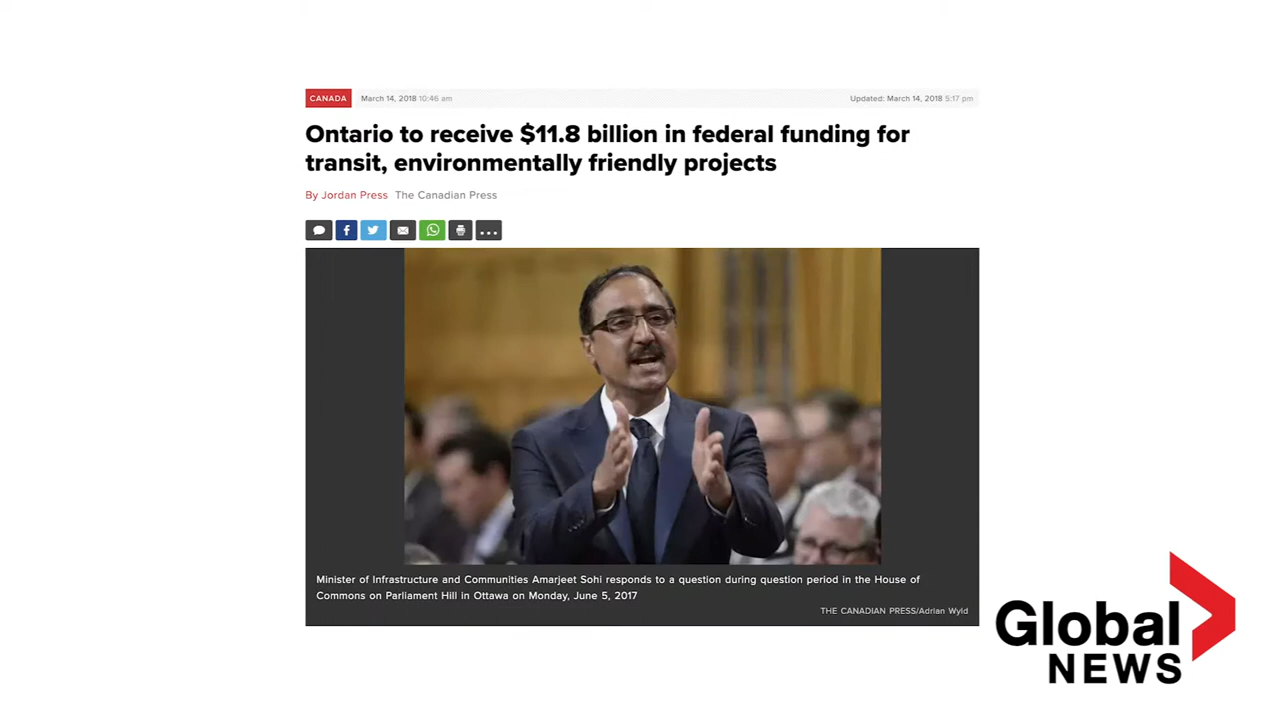 CANADA March 14, 2018 10:46 am Updated: March 14, 2018 5:17 pm
Ontario to receive $11.8 billion in federal funding for
transit, environmentally friendly projects
By Jordan Press The Canadian Press
Minister of Infrastructure and Communities Amarjeet Sohi responds to a question during question period in the House of
Commons on Parliament Hill in Ottawa on Monday, June 5, 2017
THE CANADIAN PRESS/Adrian Wyld
Global
NEWS